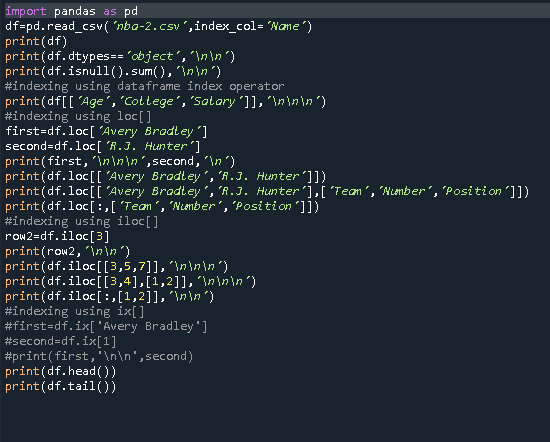 import pandas as pd
df=pd.read_csv('nba-2.csv',index_col='Name')
print(df)
print(df.dtypes=='object','\n\n')
print(df.isnull().sum(),'\n\n')
#indexing using dataframe index operator
print(df[['Age','College','Salary']],'\n\n\n')
#indexing using loc[]
first=df.loc['Avery Bradley']
second=df.loc['R.J. Hunter']
print(first,'\n\n\n',second,'\n')
print(df.loc[['Avery Bradley','R.J. Hunter']])
print(df.loc[['Avery Bradley','R.J. Hunter'],['Team','Number','Position']])
print(df.loc[:,['Team','Number','Position']])
#indexing using iloc[]
row2=df.iloc[3]
print(row2,'\n\n')
print(df.iloc[[3,5,7]],'\n\n\n')
print(df.iloc[[3,4],[1,2]],'\n\n\n')
print(df.iloc[:,[1,2]],'\n\n')
#indexing using ix[]
#first=df.ix['Avery Bradley']
#second=df.ix[1]
#print(first,'\n\n',second)
print(df.head())
print(df.tail())